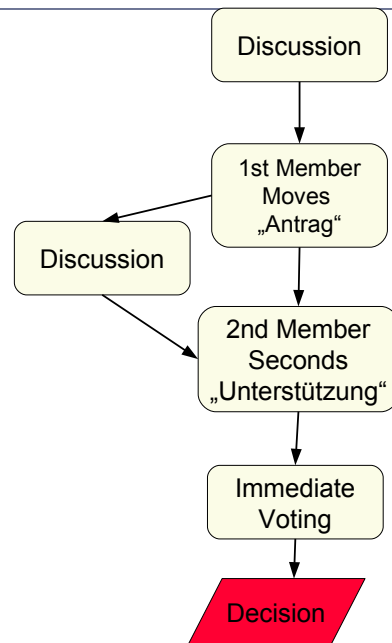 Discussion
1st Member
Moves
„Antrag“
Discussion
2nd Member
Seconds
„Unterstützung“
Immediate
Voting
Decision